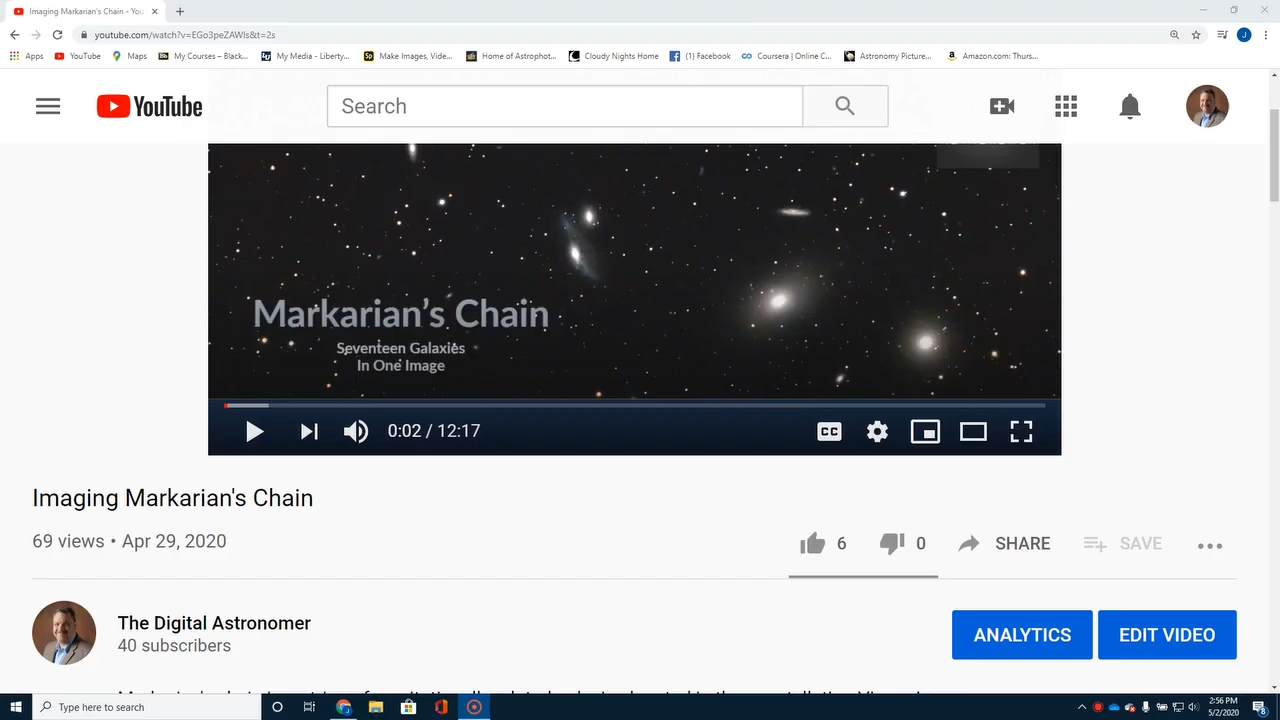 Imaging Markarian's Chain - You
youtube.com/watch?v=EGo3peZAWIs&t=2s
Apps YouTube Maps My Courses – Black... My Media - Liberty... Make Images, Vide... Home of Astrophot... Cloudy Nights Home (1) Facebook Coursera | Online C... Astronomy Picture... Amazon.com: Thurs...
YouTube Search
Markarian's Chain
Seventeen Galaxies
In One Image
0:02 / 12:17 CC
Imaging Markarian's Chain
69 views • Apr 29, 2020
6 0 SHARE SAVE
The Digital Astronomer
40 subscribers
ANALYTICS EDIT VIDEO
Type here to search
2:56 PM
5/2/2020